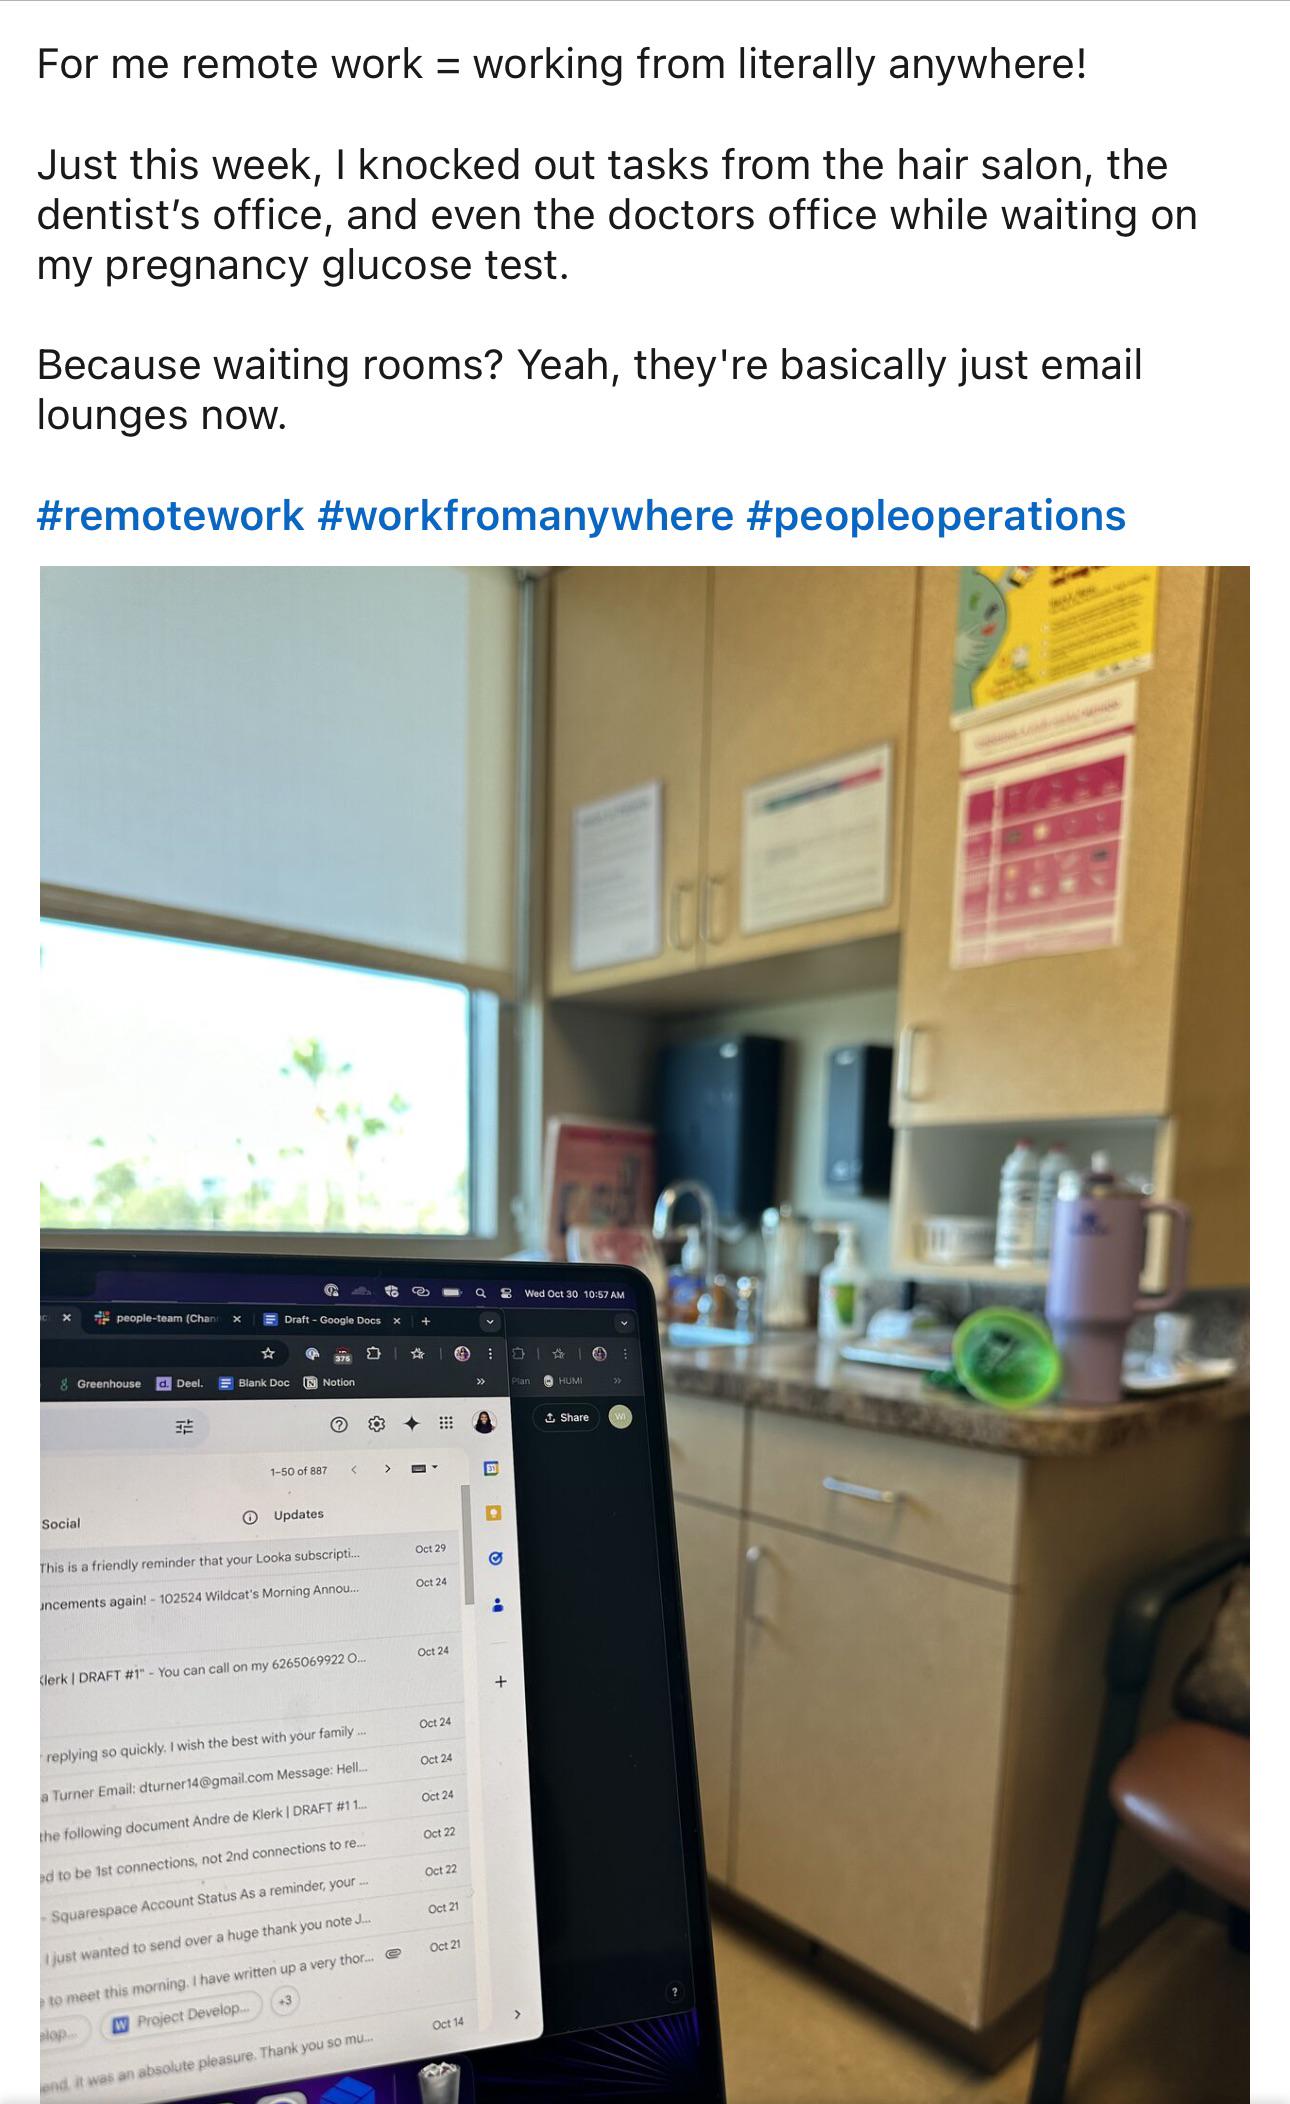 For me remote work = working from literally anywhere!
Just this week, I knocked out tasks from the hair salon, the
dentist’s office, and even the doctors office while waiting on
my pregnancy glucose test.
Because waiting rooms? Yeah, they're basically just email
lounges now.
#remotework #workfromanywhere #peopleoperations
Wed Oct 30 10:57 AM
people-team (Chan Draft - Google Docs
375
Greenhouse d. Deel. Blank Doc Notion Plan HUMI
Share WI
1-50 of 887
31
Social Updates
This is a friendly reminder that your Looka subscripti... Oct 29
uncements again! - 102524 Wildcat's Morning Annou... Oct 24
Klerk | DRAFT #1" - You can call on my 6265069922 O... Oct 24
replying so quickly. I wish the best with your family ... Oct 24
a Turner Email: dturner14@gmail.com Message: Hell... Oct 24
the following document Andre de Klerk | DRAFT #1 1... Oct 24
ed to be 1st connections, not 2nd connections to re... Oct 22
- Squarespace Account Status As a reminder, your ... Oct 22
I just wanted to send over a huge thank you note J... Oct 21
e to meet this morning. I have written up a very thor... Oct 21
elop... W Project Develop... +3
end, it was an absolute pleasure. Thank you so mu... Oct 14
?